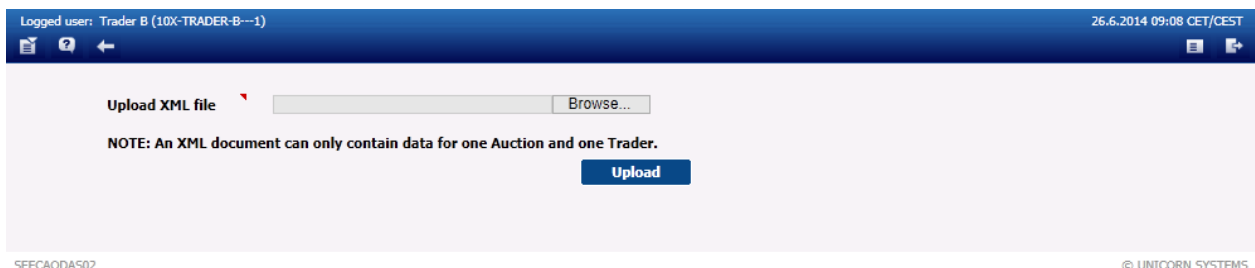 Logged user: Trader B (10X-TRADER-B---1) 26.6.2014 09:08 CET/CEST
Upload XML file Browse...
NOTE: An XML document can only contain data for one Auction and one Trader.
Upload
SEECAODAS02 © UNICORN SYSTEMS